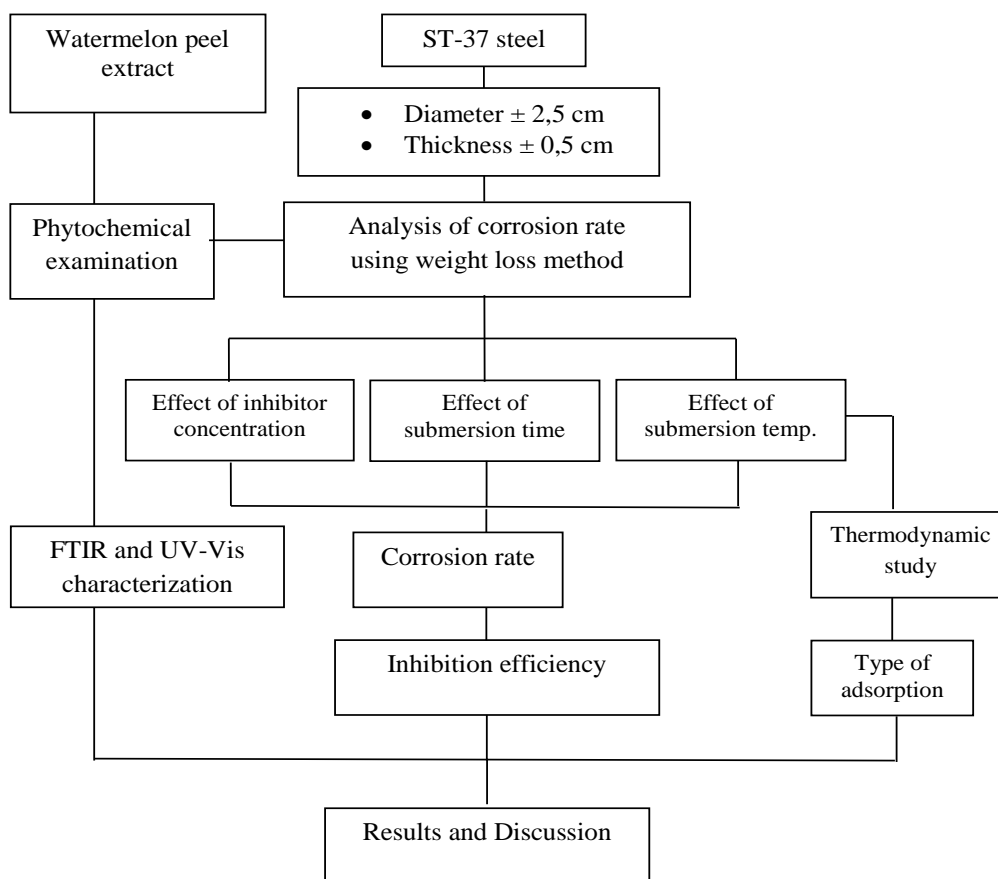 Watermelon peel
extract
ST-37 steel
• Diameter ± 2,5 cm
• Thickness ± 0,5 cm
Phytochemical
examination
Analysis of corrosion rate
using weight loss method
Effect of inhibitor
concentration
Effect of
submersion time
Effect of
submersion temp.
FTIR and UV-Vis
characterization
Corrosion rate
Thermodynamic
study
Inhibition efficiency
Type of
adsorption
Results and Discussion